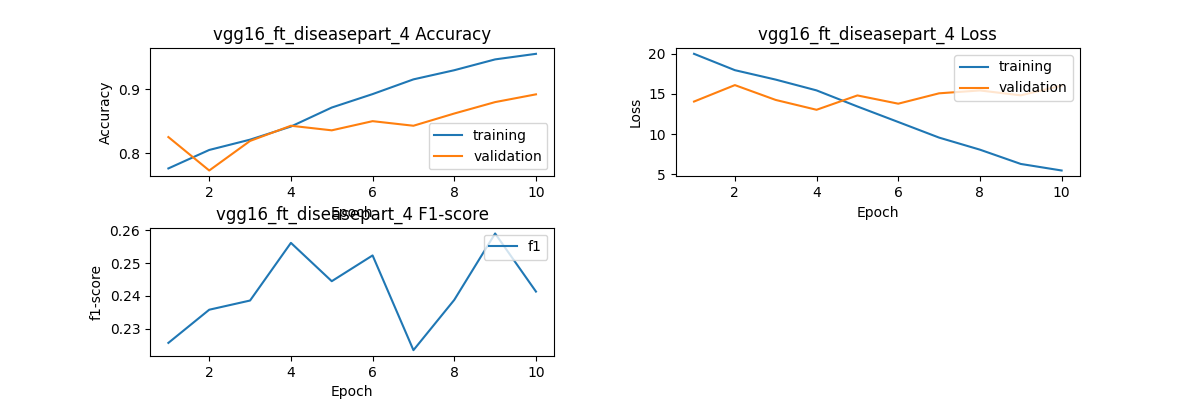 vgg16_ft_diseasepart_4 Accuracy
Accuracy
0.9
0.8
training
validation
2 4 6 8 10
Epoch
vgg16_ft_diseasepart_4 Loss
Loss
20
15
10
5
training
validation
2 4 6 8 10
Epoch
vgg16_ft_diseasepart_4 F1-score
f1-score
0.26
0.25
0.24
0.23
f1
2 4 6 8 10
Epoch